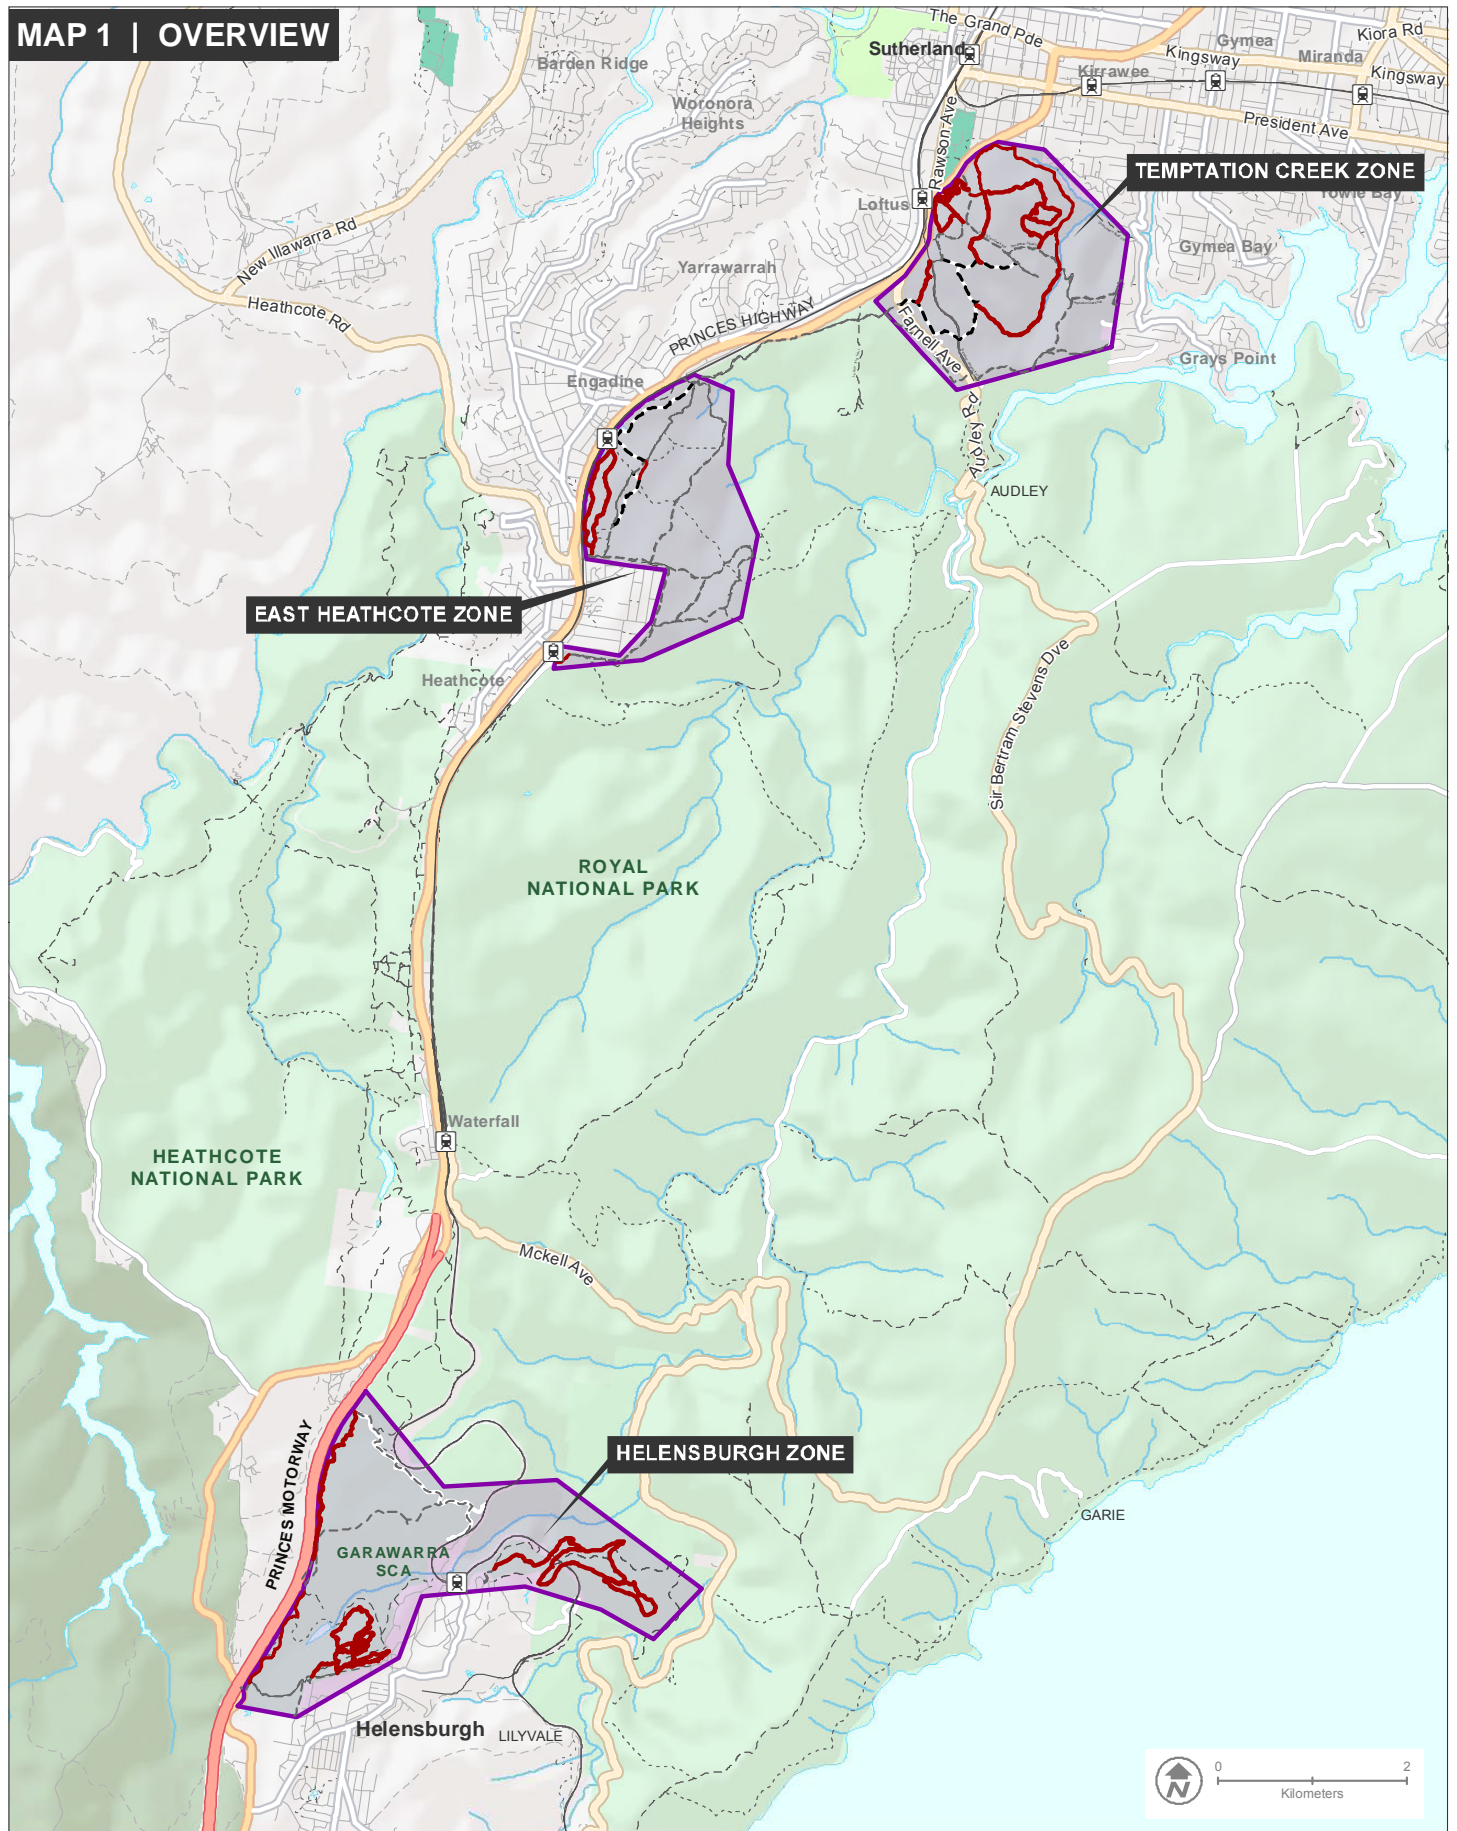 MAP 1 | OVERVIEW
The Grand Pde
Sutherland
Kiora Rd
Gymea
Kingsway
Miranda
Kingsway
Kirrawee
Barden Ridge
Woronora
Heights
President Ave
Rawson Ave
TEMPTATION CREEK ZONE
Yowie Bay
Loftus
Gymea Bay
New Illawarra Rd
Yarrawarrah
Heathcote Rd
PRINCES HIGHWAY
Farnell Ave
Grays Point
Engadine
Audley Rd
AUDLEY
EAST HEATHCOTE ZONE
Heathcote
Sir Bertram Stevens Dve
ROYAL
NATIONAL PARK
Waterfall
HEATHCOTE
NATIONAL PARK
Mckell Ave
PRINCES MOTORWAY
HELENSBURGH ZONE
GARIE
GARAWARRA
SCA
Helensburgh
LILYVALE
N
0 2
Kilometers